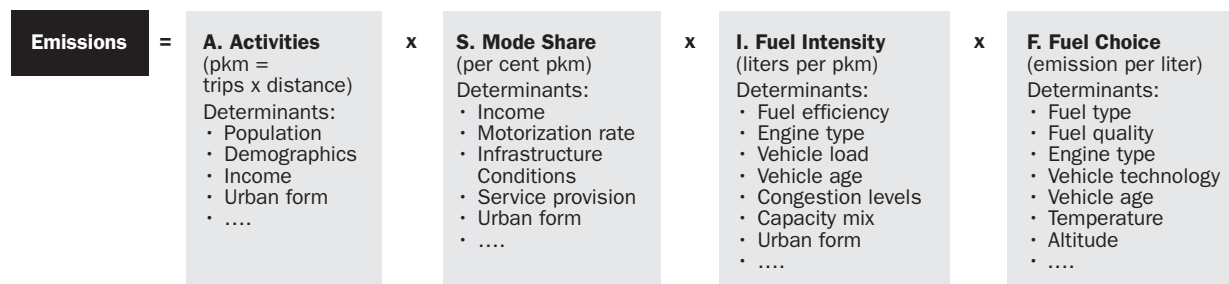 Emissions
=
A. Activities
(pkm =
trips x distance)
Determinants:
· Population
· Demographics
· Income
· Urban form
· ....
x
S. Mode Share
(per cent pkm)
Determinants:
· Income
· Motorization rate
· Infrastructure
Conditions
· Service provision
· Urban form
· ....
x
I. Fuel Intensity
(liters per pkm)
Determinants:
· Fuel efficiency
· Engine type
· Vehicle load
· Vehicle age
· Congestion levels
· Capacity mix
· Urban form
· ....
x
F. Fuel Choice
(emission per liter)
Determinants:
· Fuel type
· Fuel quality
· Engine type
· Vehicle technology
· Vehicle age
· Temperature
· Altitude
· ....